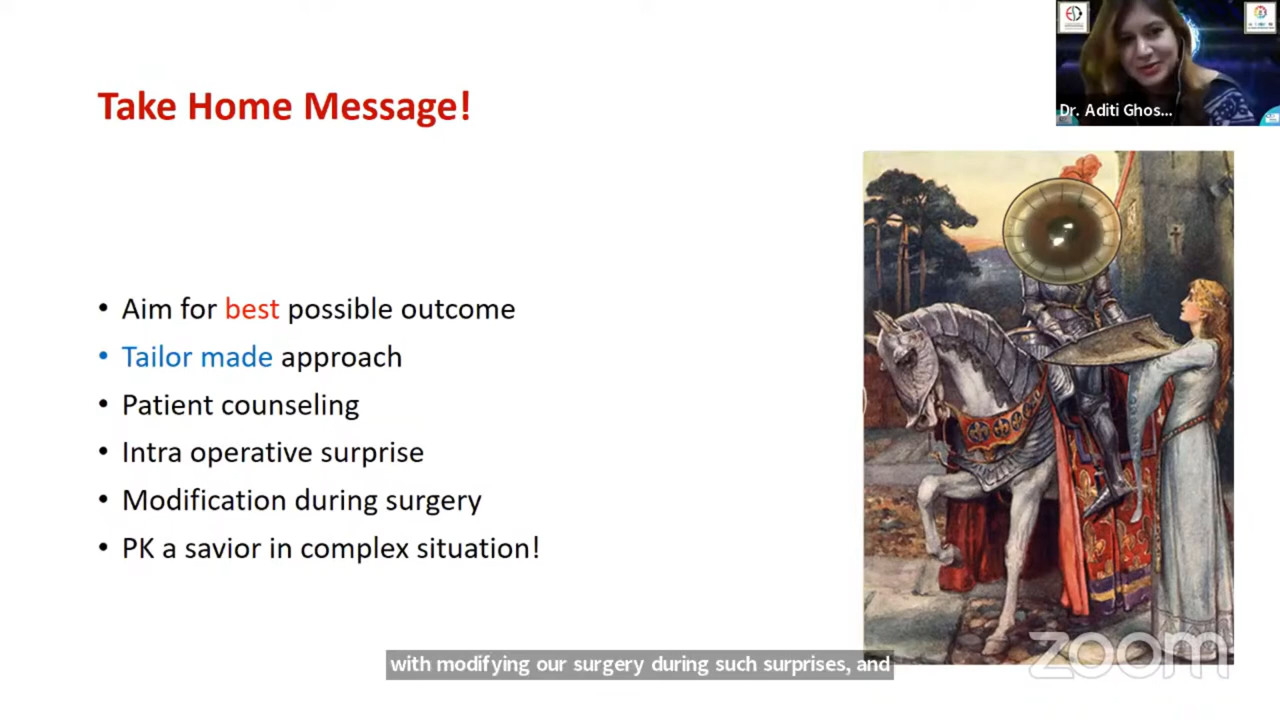 Take Home Message!
Dr. Aditi Ghos...
• Aim for best possible outcome
• Tailor made approach
• Patient counseling
• Intra operative surprise
• Modification during surgery
• PK a savior in complex situation!
with modifying our surgery during such surprises, and
zoom